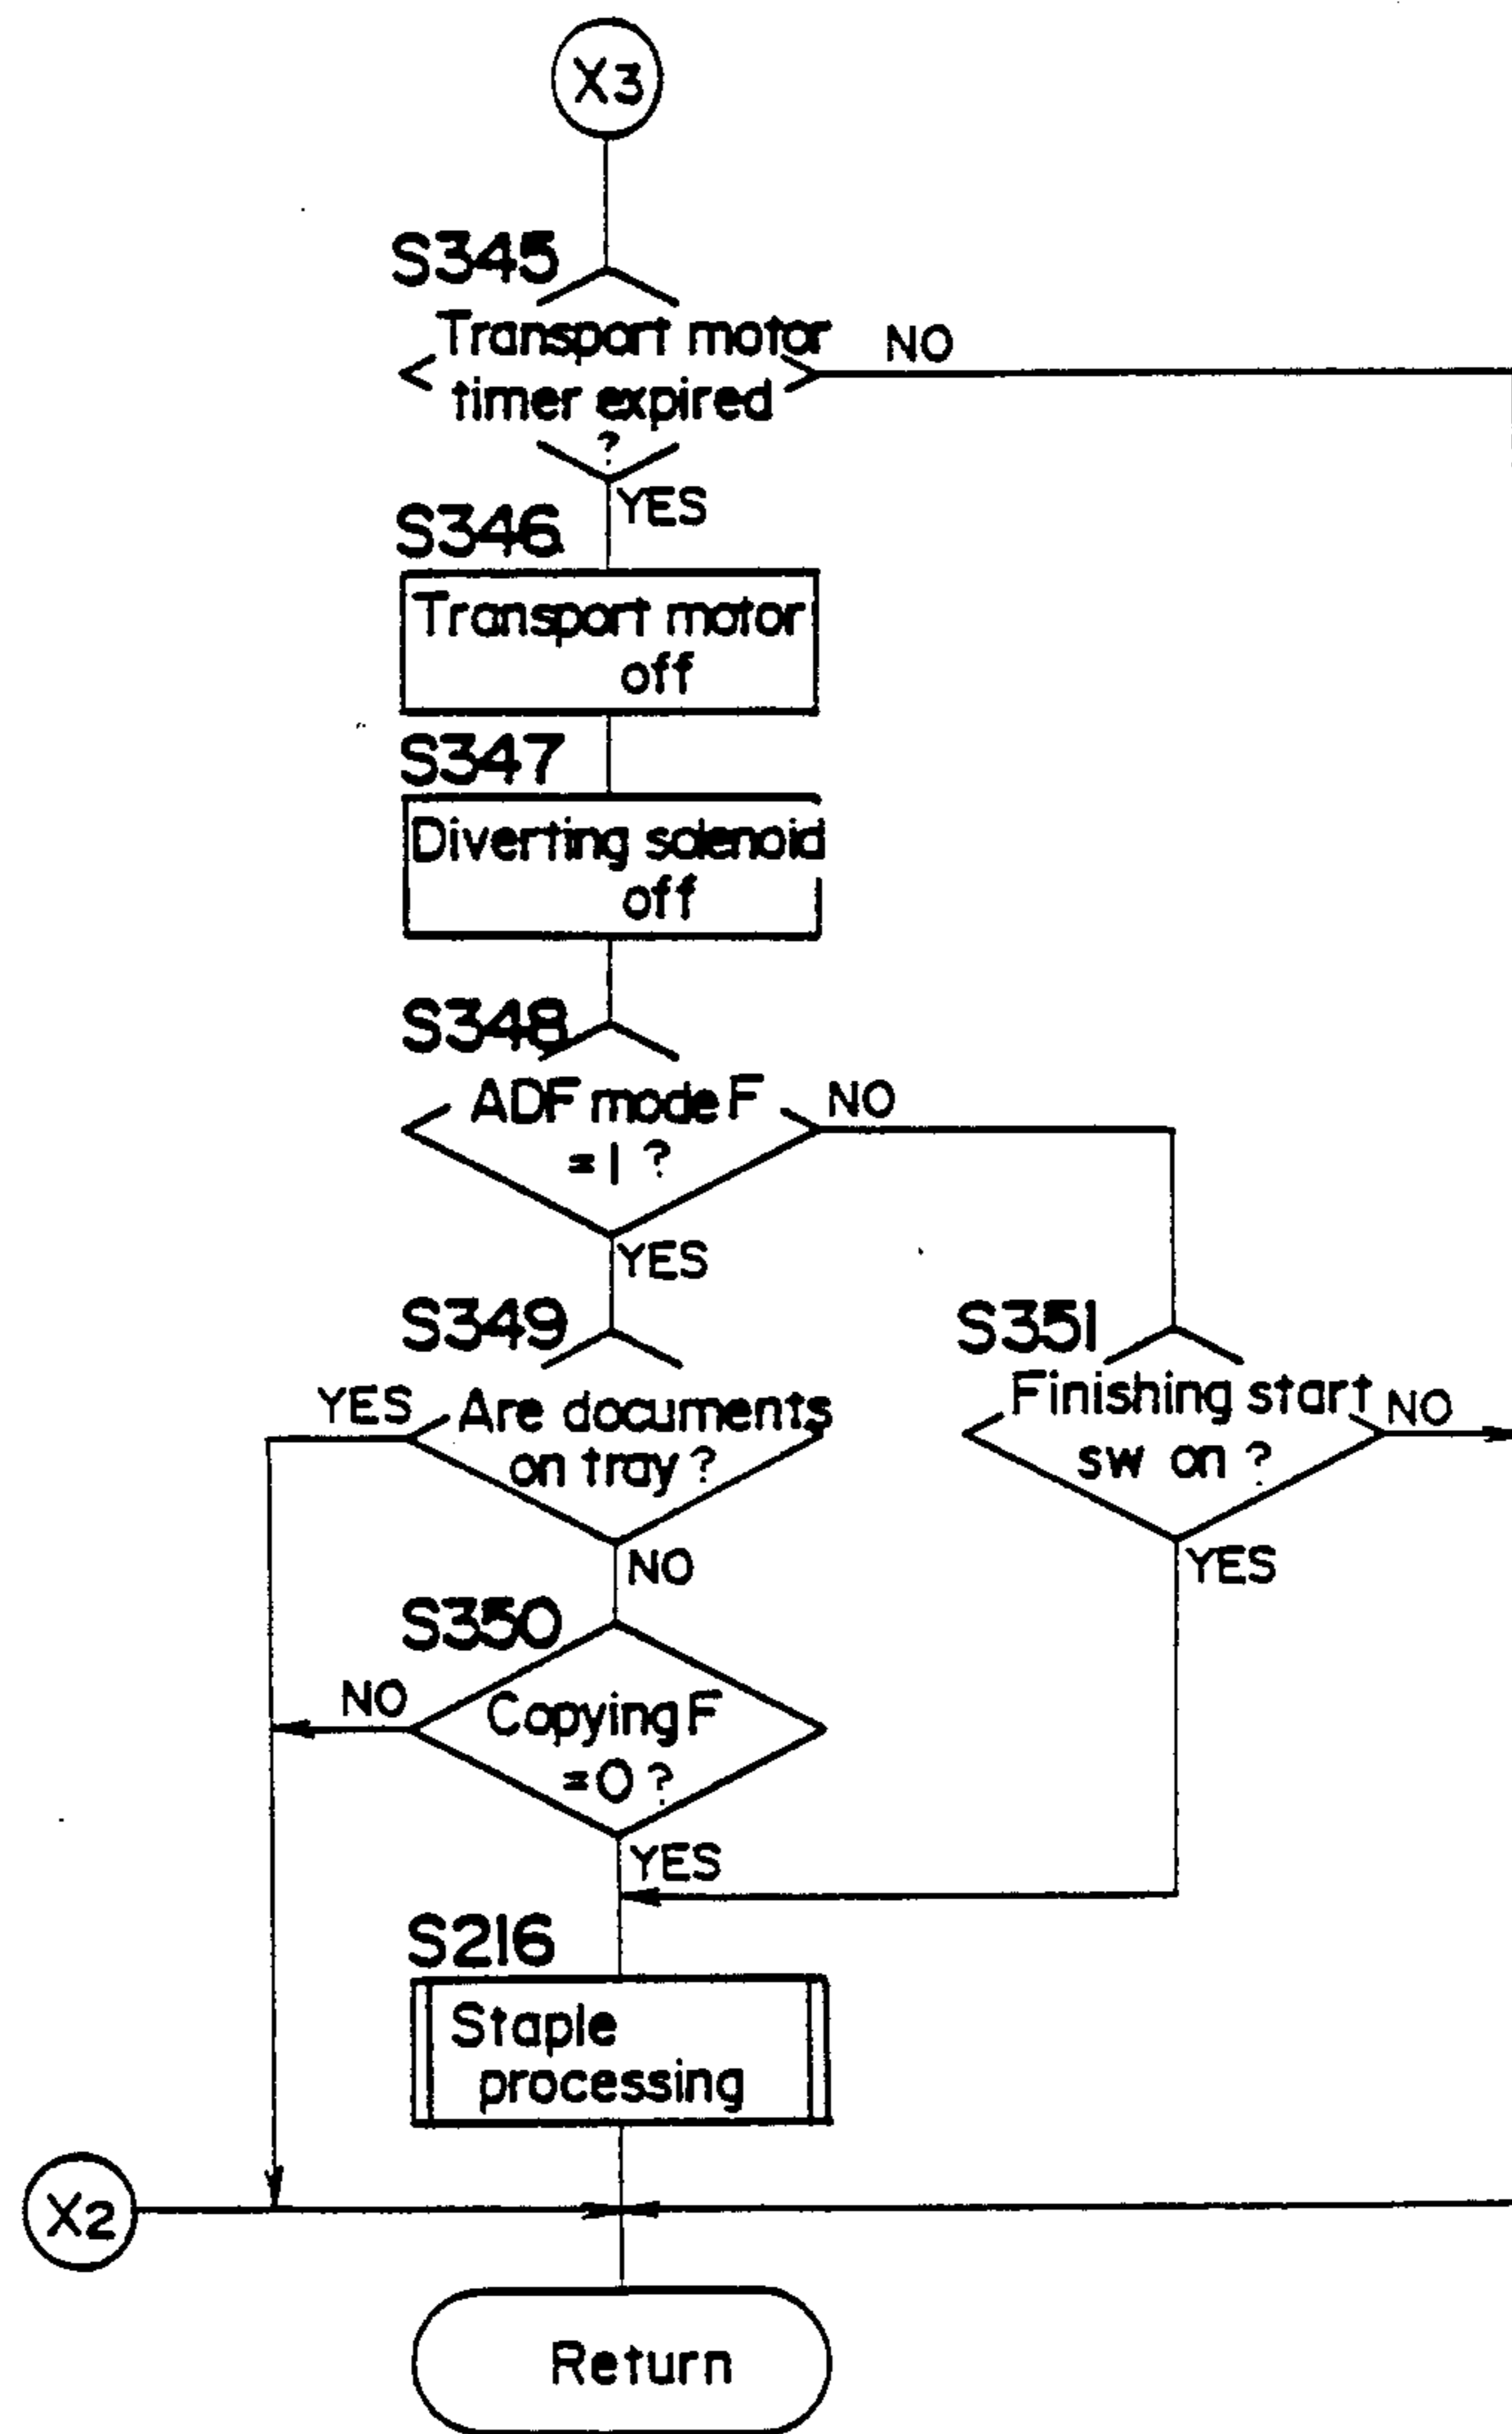 X3
S345
Transport motor
timer expired
?
NO
YES
S346
Transport motor
off
S347
Diverting solenoid
off
S348
ADF mode F
=1 ?
NO
YES
S349
Are documents
on tray ?
YES
NO
S351
Finishing start
sw on ?
NO
YES
S350
Copying F
=0 ?
NO
YES
S216
Staple
processing
X2
Return